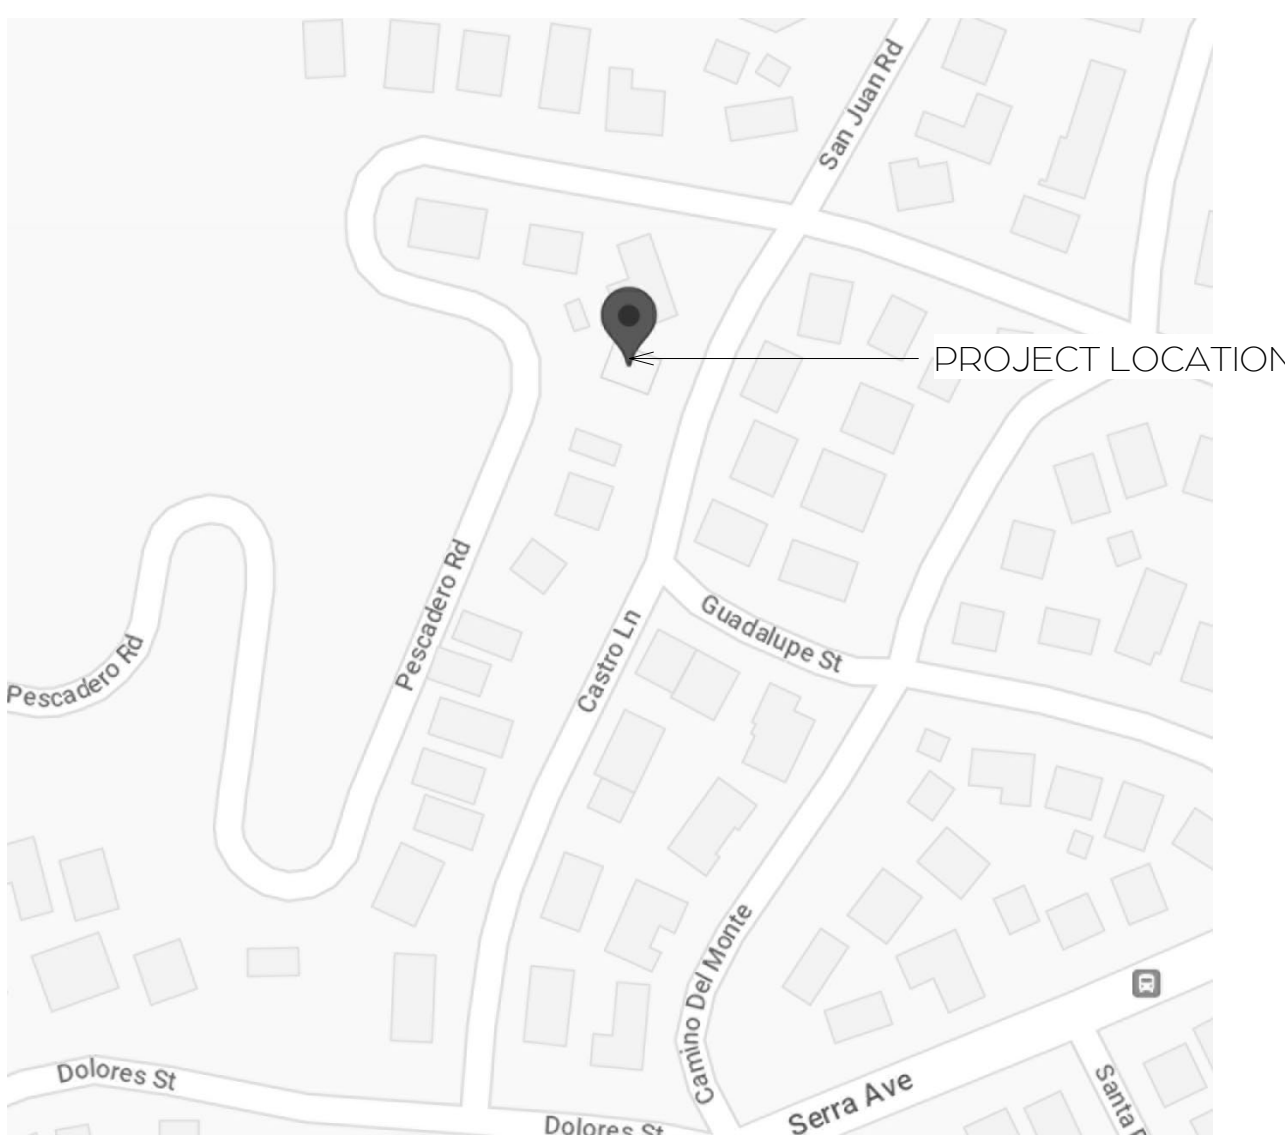 San Juan Rd
PROJECT LOCATION
Pescadero Rd
Pescadero Rd
Castro Ln
Guadalupe St
Camino Del Monte
Dolores St
Dolores St
Serra Ave
Santa